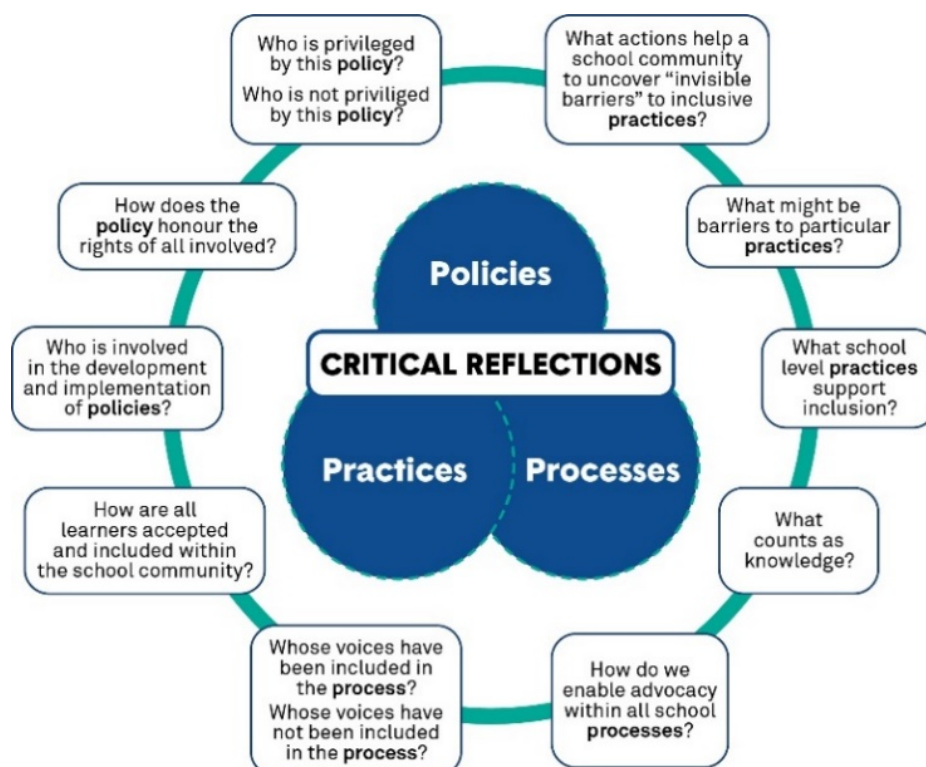 Who is privileged
by this policy?
Who is not priviliged
by this policy?
What actions help a
school community
to uncover “invisible
barriers” to inclusive
practices?
What might be
barriers to particular
practices?
What school
level practices
support
inclusion?
What
counts as
knowledge?
How do we
enable advocacy
within all school
processes?
Whose voices have
been included in
the process?
Whose voices have
not been included
in the process?
How are all
learners accepted
and included within
the school community?
Who is involved
in the development
and implementation
of policies?
How does the
policy honour the
rights of all involved?
Policies
CRITICAL REFLECTIONS
Practices
Processes